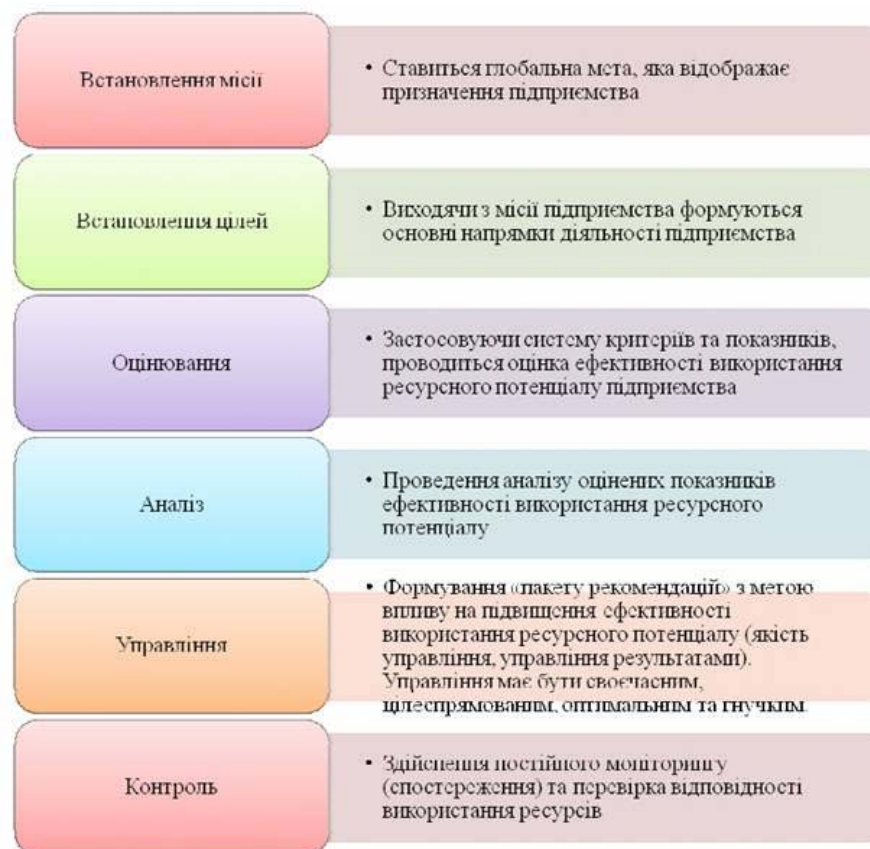 Встановлення місії
• Ставиться глобальна мета, яка відображає
призначення підприємства
Встановлення цілей
• Виходячи з місії підприємства формуються
основні напрямки діяльності підприємства
Оцінювання
• Застосовуючи систему критеріїв та показників,
проводиться оцінка ефективності використання
ресурсного потенціалу підприємства
Аналіз
• Проведення аналізу оцінених показників
ефективності використання ресурсного
потенціалу
Управління
• Формування «пакету рекомендацій» з метою
впливу на підвищення ефективності
використання ресурсного потенціалу (якість
управління, управління результатами).
Управління має бути своєчасним,
цілеспрямованим, оптимальним та гнучким.
Контроль
• Здійснення постійного моніторингу
(спостереження) та перевірка відповідності
використання ресурсів